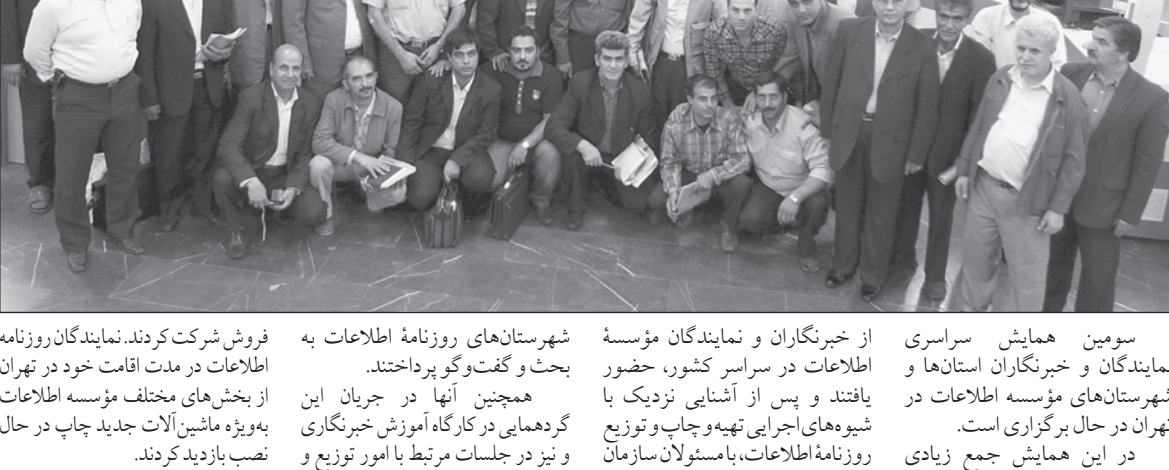 سومین همایش سراسری
نمایندگان و خبرنگاران استان‌ها و
شهرستان‌های مؤسسه اطلاعات در
تهران در حال برگزاری است.
در این همایش جمع زیادی
از خبرنگاران و نمایندگان مؤسسهٔ
اطلاعات در سراسر کشور، حضور
یافتند و پس از آشنایی نزدیک با
شیوه‌های اجرایی تهیه و چاپ و توزیع
روزنامهٔ اطلاعات، با مسئولان سازمان
شهرستان‌های روزنامهٔ اطلاعات به
بحث و گفت‌وگو پرداختند.
همچنین آنها در جریان این
گردهمایی در کارگاه آموزش خبرنگاری
و نیز در جلسات مرتبط با امور توزیع و
فروش شرکت کردند. نمایندگان روزنامه
اطلاعات در مدت اقامت خود در تهران
از بخش‌های مختلف مؤسسه اطلاعات
به‌ویژه ماشین‌آلات جدید چاپ در حال
نصب بازدید کردند.